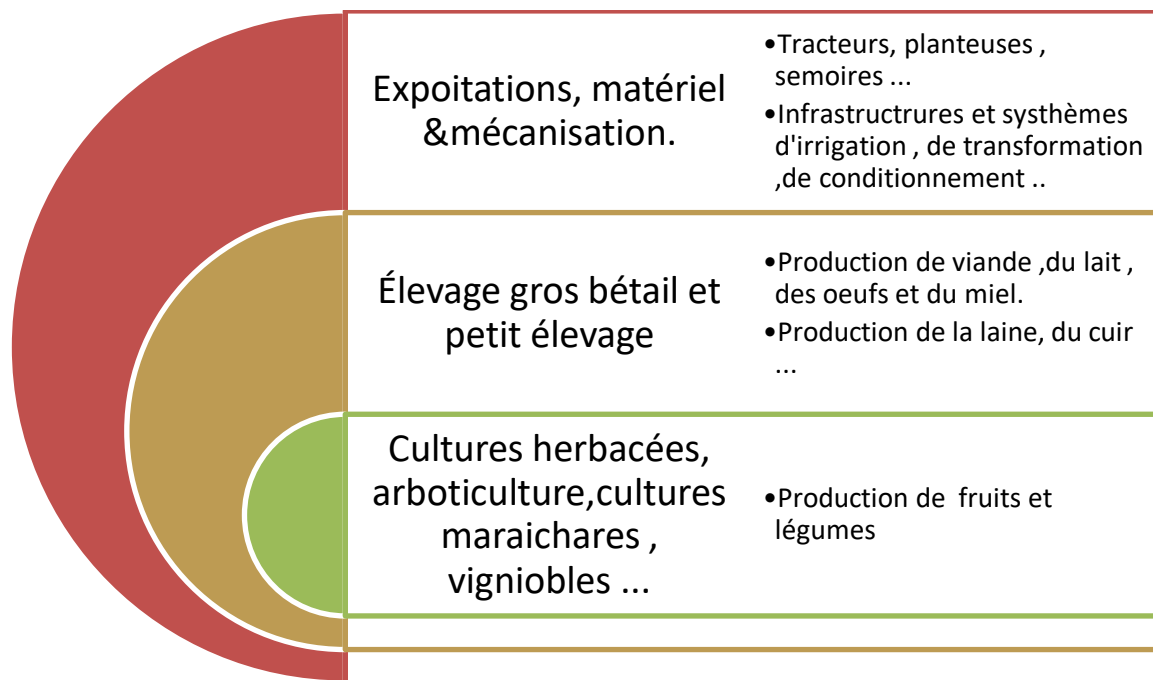 Expoitations, matériel
&mécanisation.
•Tracteurs, planteuses ,
semoires ...
•Infrastructrures et systhèmes
d'irrigation , de transformation
,de conditionnement ..
Élevage gros bétail et
petit élevage
•Production de viande ,du lait ,
des oeufs et du miel.
•Production de la laine, du cuir
...
Cultures herbacées,
arboticulture,cultures
maraichares ,
vigniobles ...
•Production de  fruits et
légumes